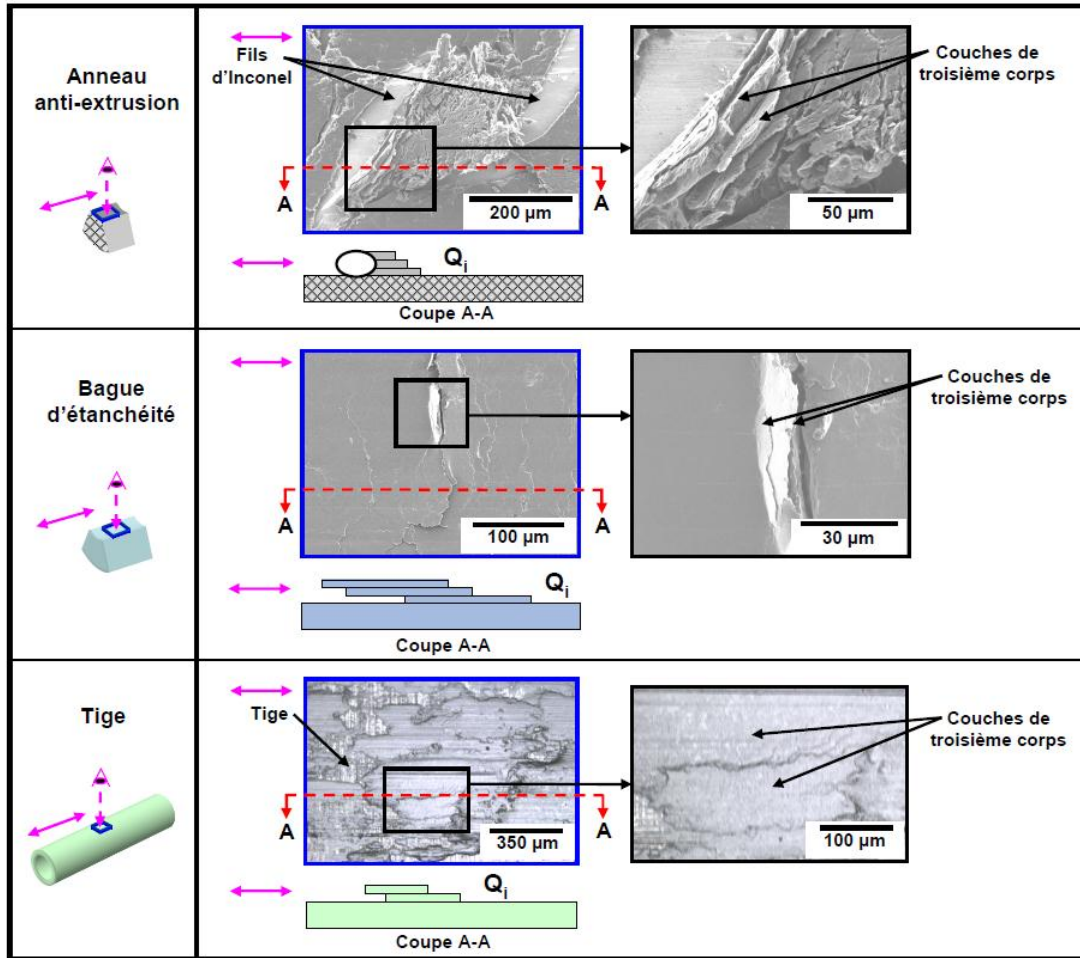 Anneau
anti-extrusion
Fils
d'Inconel
Couches de
troisième corps
A
A
200 µm
50 µm
Qi
Coupe A-A
Bague
d'étanchéité
Couches de
troisième corps
A
A
100 µm
30 µm
Qi
Coupe A-A
Tige
Tige
Couches de
troisième corps
A
A
350 µm
100 µm
Qi
Coupe A-A